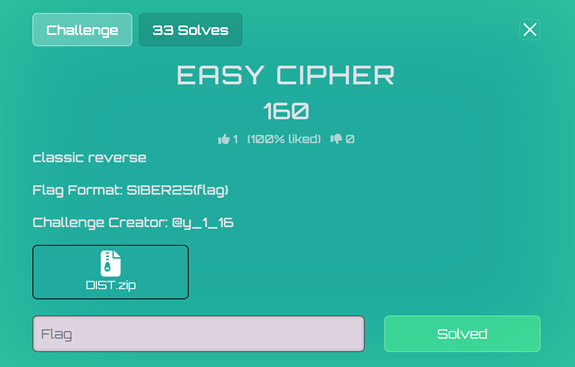 Challenge
33 Solves
EASY CIPHER
160
1 (100% liked) 0
classic reverse
Flag Format: SIBER25{flag}
Challenge Creator: @y_1_16
DIST.zip
Flag
Solved